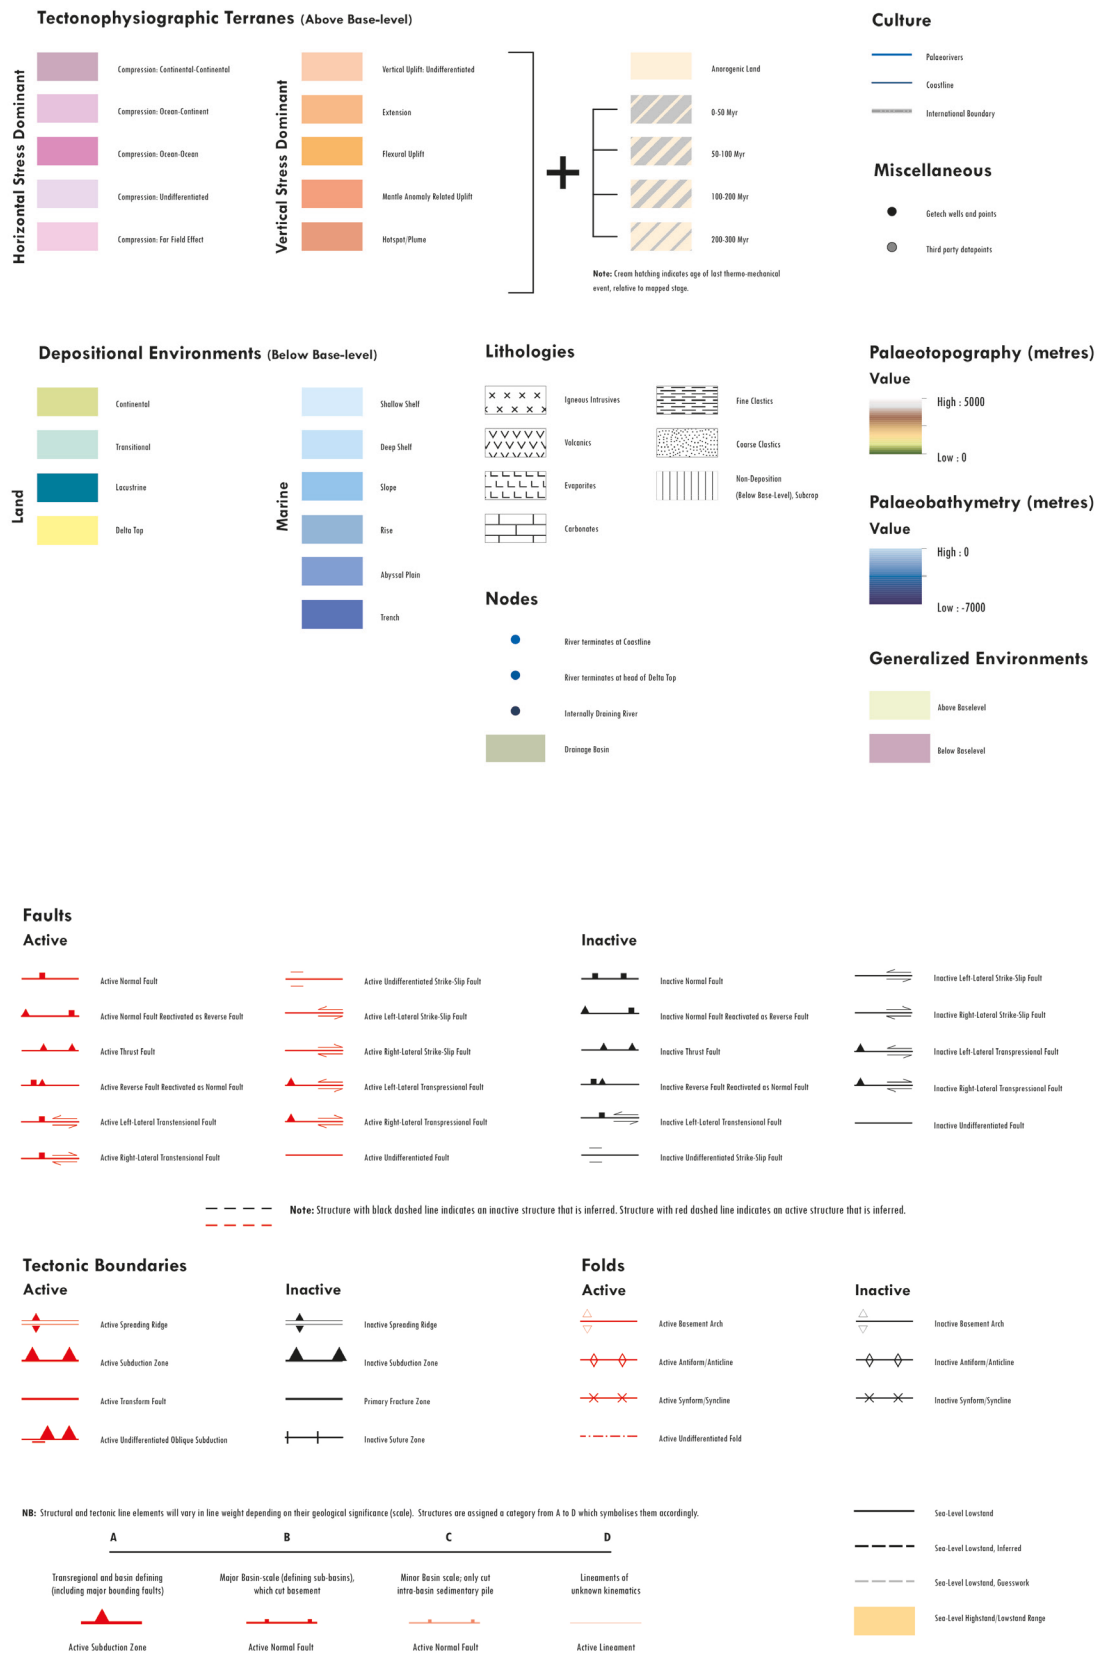 Tectonophysiographic Terranes (Above Base-level)
Horizontal Stress Dominant
Compression: Continental-Continental
Compression: Ocean-Continent
Compression: Ocean-Ocean
Compression: Undifferentiated
Compression: Far Field Effect
Vertical Stress Dominant
Vertical Uplift: Undifferentiated
Extension
Flexural Uplift
Mantle Anomaly Related Uplift
Hotspot/Plume
+
Anorogenic Land
0-50 Myr
50-100 Myr
100-200 Myr
200-300 Myr
Note: Cream hatching indicates age of last thermo-mechanical
event, relative to mapped stage.
Culture
Palaeorivers
Coastline
International Boundary
Miscellaneous
Getech wells and points
Third party datapoints
Depositional Environments (Below Base-level)
Land
Continental
Transitional
Lacustrine
Delta Top
Marine
Shallow Shelf
Deep Shelf
Slope
Rise
Abyssal Plain
Trench
Lithologies
Igneous Intrusives
Volcanics
Evaporites
Carbonates
Fine Clastics
Coarse Clastics
Non-Deposition
(Below Base-Level), Subcrop
Nodes
River terminates at Coastline
River terminates at head of Delta Top
Internally Draining River
Drainage Basin
Palaeotopography (metres)
Value
High : 5000
Low : 0
Palaeobathymetry (metres)
Value
High : 0
Low : -7000
Generalized Environments
Above Baselevel
Below Baselevel
Faults
Active
Active Normal Fault
Active Normal Fault Reactivated as Reverse Fault
Active Thrust Fault
Active Reverse Fault Reactivated as Normal Fault
Active Left-Lateral Transtensional Fault
Active Right-Lateral Transtensional Fault
Active Undifferentiated Strike-Slip Fault
Active Left-Lateral Strike-Slip Fault
Active Right-Lateral Strike-Slip Fault
Active Left-Lateral Transpressional Fault
Active Right-Lateral Transpressional Fault
Active Undifferentiated Fault
Inactive
Inactive Normal Fault
Inactive Normal Fault Reactivated as Reverse Fault
Inactive Thrust Fault
Inactive Reverse Fault Reactivated as Normal Fault
Inactive Left-Lateral Transtensional Fault
Inactive Undifferentiated Strike-Slip Fault
Inactive Left-Lateral Strike-Slip Fault
Inactive Right-Lateral Strike-Slip Fault
Inactive Left-Lateral Transpressional Fault
Inactive Right-Lateral Transpressional Fault
Inactive Undifferentiated Fault
Note: Structure with black dashed line indicates an inactive structure that is inferred. Structure with red dashed line indicates an active structure that is inferred.
Tectonic Boundaries
Active
Active Spreading Ridge
Active Subduction Zone
Active Transform Fault
Active Undifferentiated Oblique Subduction
Inactive
Inactive Spreading Ridge
Inactive Subduction Zone
Primary Fracture Zone
Inactive Suture Zone
Folds
Active
Active Basement Arch
Active Antiform/Anticline
Active Synform/Syncline
Active Undifferentiated Fold
Inactive
Inactive Basement Arch
Inactive Antiform/Anticline
Inactive Synform/Syncline
NB: Structural and tectonic line elements will vary in line weight depending on their geological significance (scale). Structures are assigned a category from A to D which symbolises them accordingly.
A B C D
Transregional and basin defining
(including major bounding faults)
Active Subduction Zone
Major Basin-scale (defining sub-basins),
which cut basement
Active Normal Fault
Minor Basin scale; only cut
intra-basin sedimentary pile
Active Normal Fault
Lineaments of
unknown kinematics
Active Lineament
Sea-Level Lowstand
Sea-Level Lowstand, Inferred
Sea-Level Lowstand, Guesswork
Sea-Level Highstand/Lowstand Range